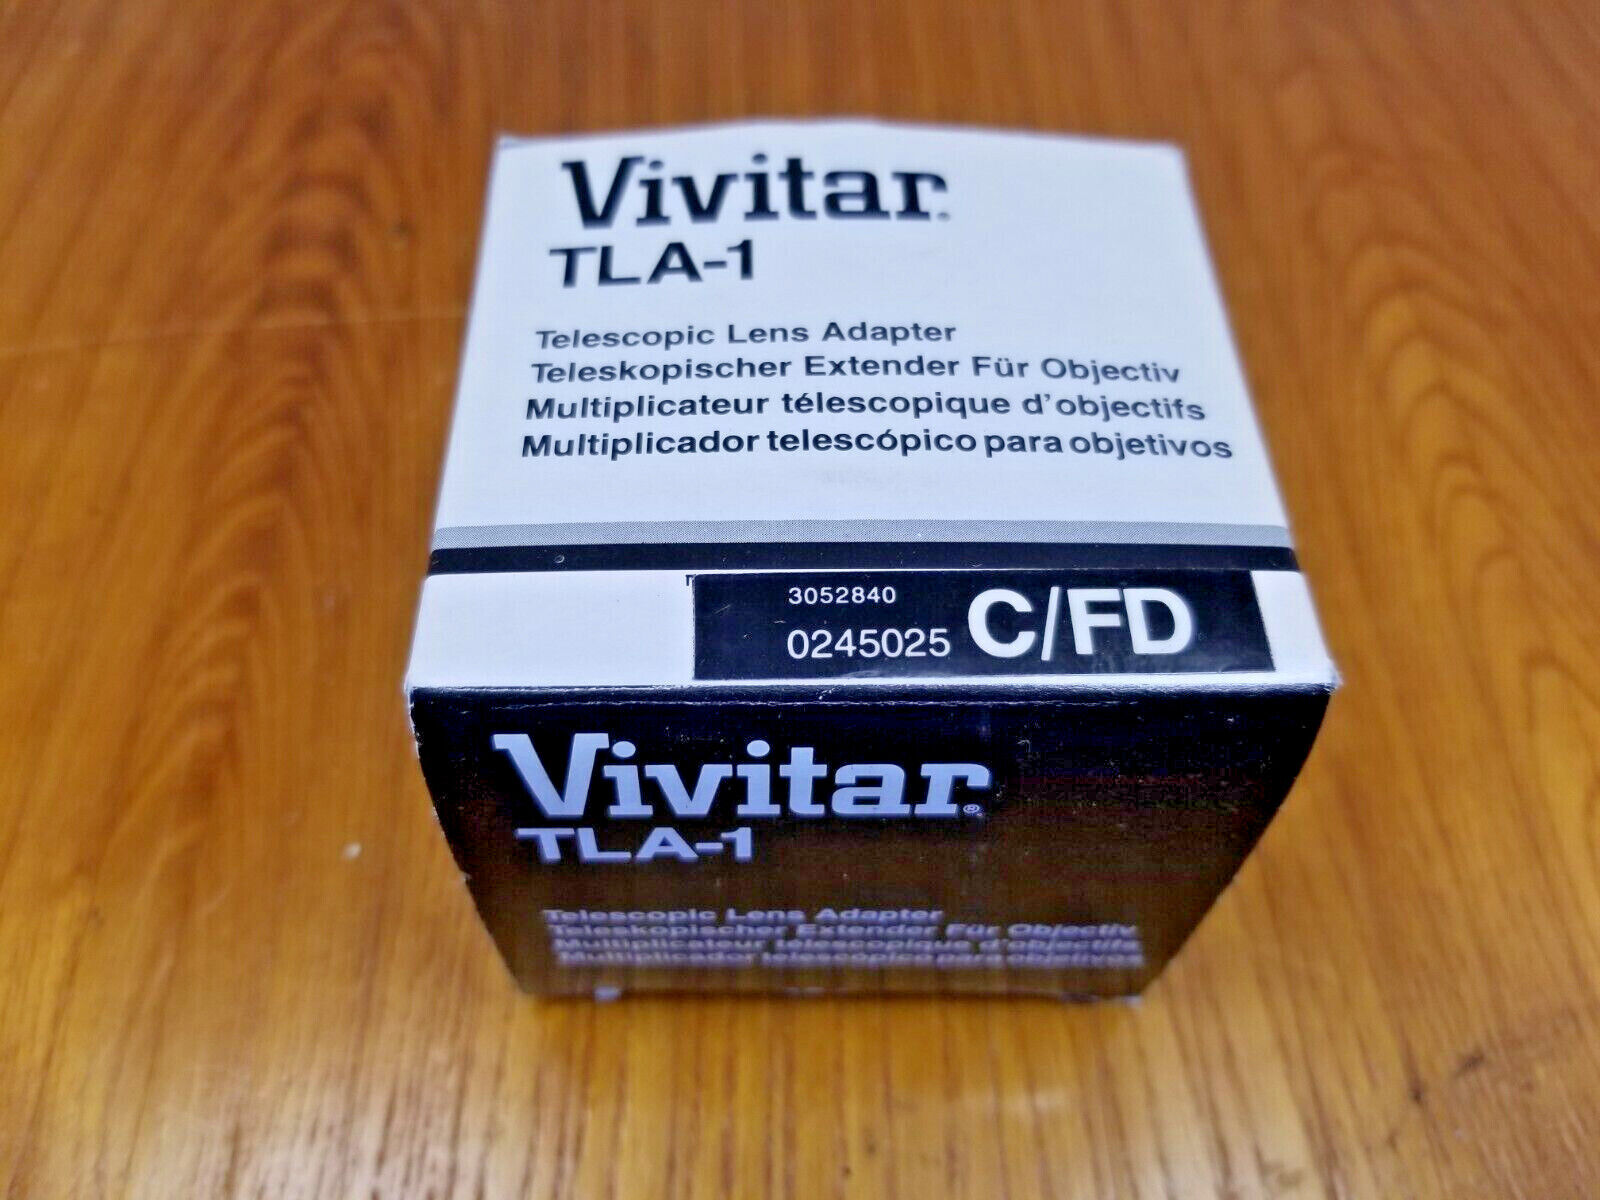 Vivitar.
TLA-1
Telescopic Lens Adapter
Teleskopischer Extender Für Objectiv
Multiplicateur télescopique d'objectifs
Multiplicador telescópico para objetivos
3052840
0245025 C/FD
Vivitar®
TLA-1
Telescopic Lens Adapter
Teleskopischer Extender Für Objectiv
Multiplicateur télescopique d'objectifs
Multiplicador telescópico para objetivos